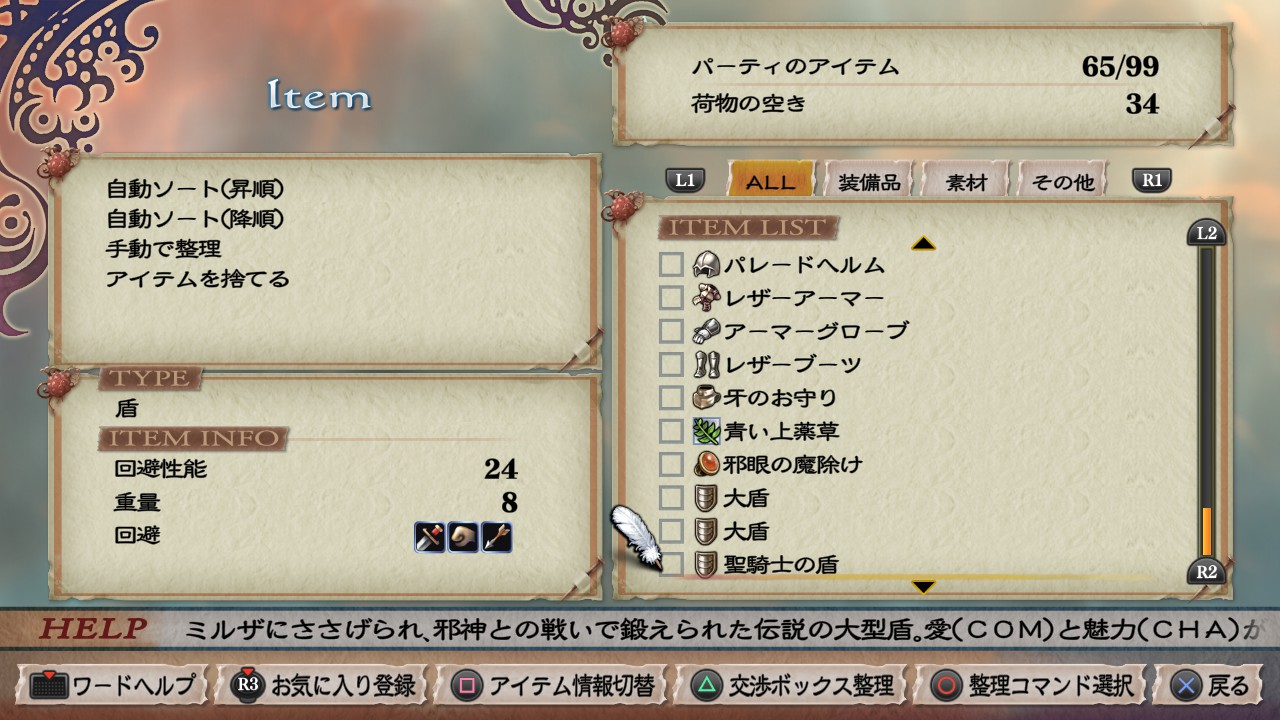 Item
パーティのアイテム 65/99
荷物の空き 34
自動ソート(昇順)
自動ソート(降順)
手動で整理
アイテムを捨てる
L1 ALL 装備品 素材 その他 R1
ITEM LIST
L2
パレードヘルム
レザーアーマー
アーマーグローブ
レザーブーツ
牙のお守り
青い上薬草
邪眼の魔除け
大盾
大盾
聖騎士の盾
R2
TYPE
盾
ITEM INFO
回避性能 24
重量 8
回避
HELP ミルザにささげられ、邪神との戦いで鍛えられた伝説の大型盾。愛(COM)と魅力(CHA)が
ワードヘルプ R3 お気に入り登録 アイテム情報切替 交渉ボックス整理 整理コマンド選択 戻る